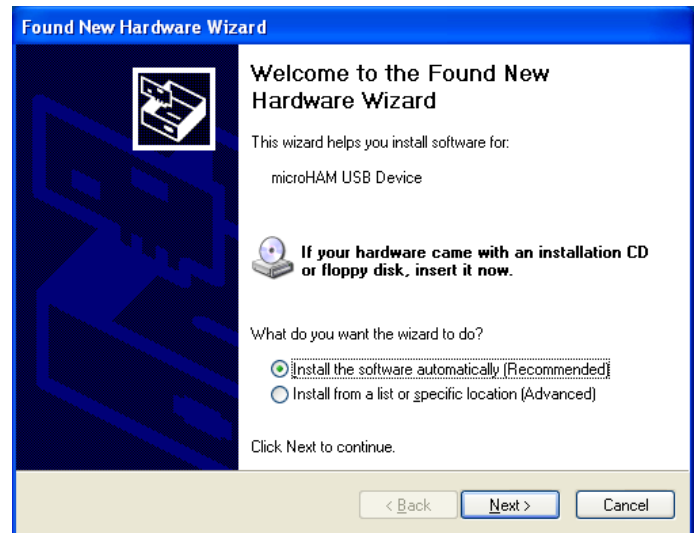 Found New Hardware Wizard
Welcome to the Found New
Hardware Wizard
This wizard helps you install software for:
microHAM USB Device
If your hardware came with an installation CD
or floppy disk, insert it now.
What do you want the wizard to do?
Install the software automatically (Recommended)
Install from a list or specific location (Advanced)
Click Next to continue.
< Back
Next >
Cancel